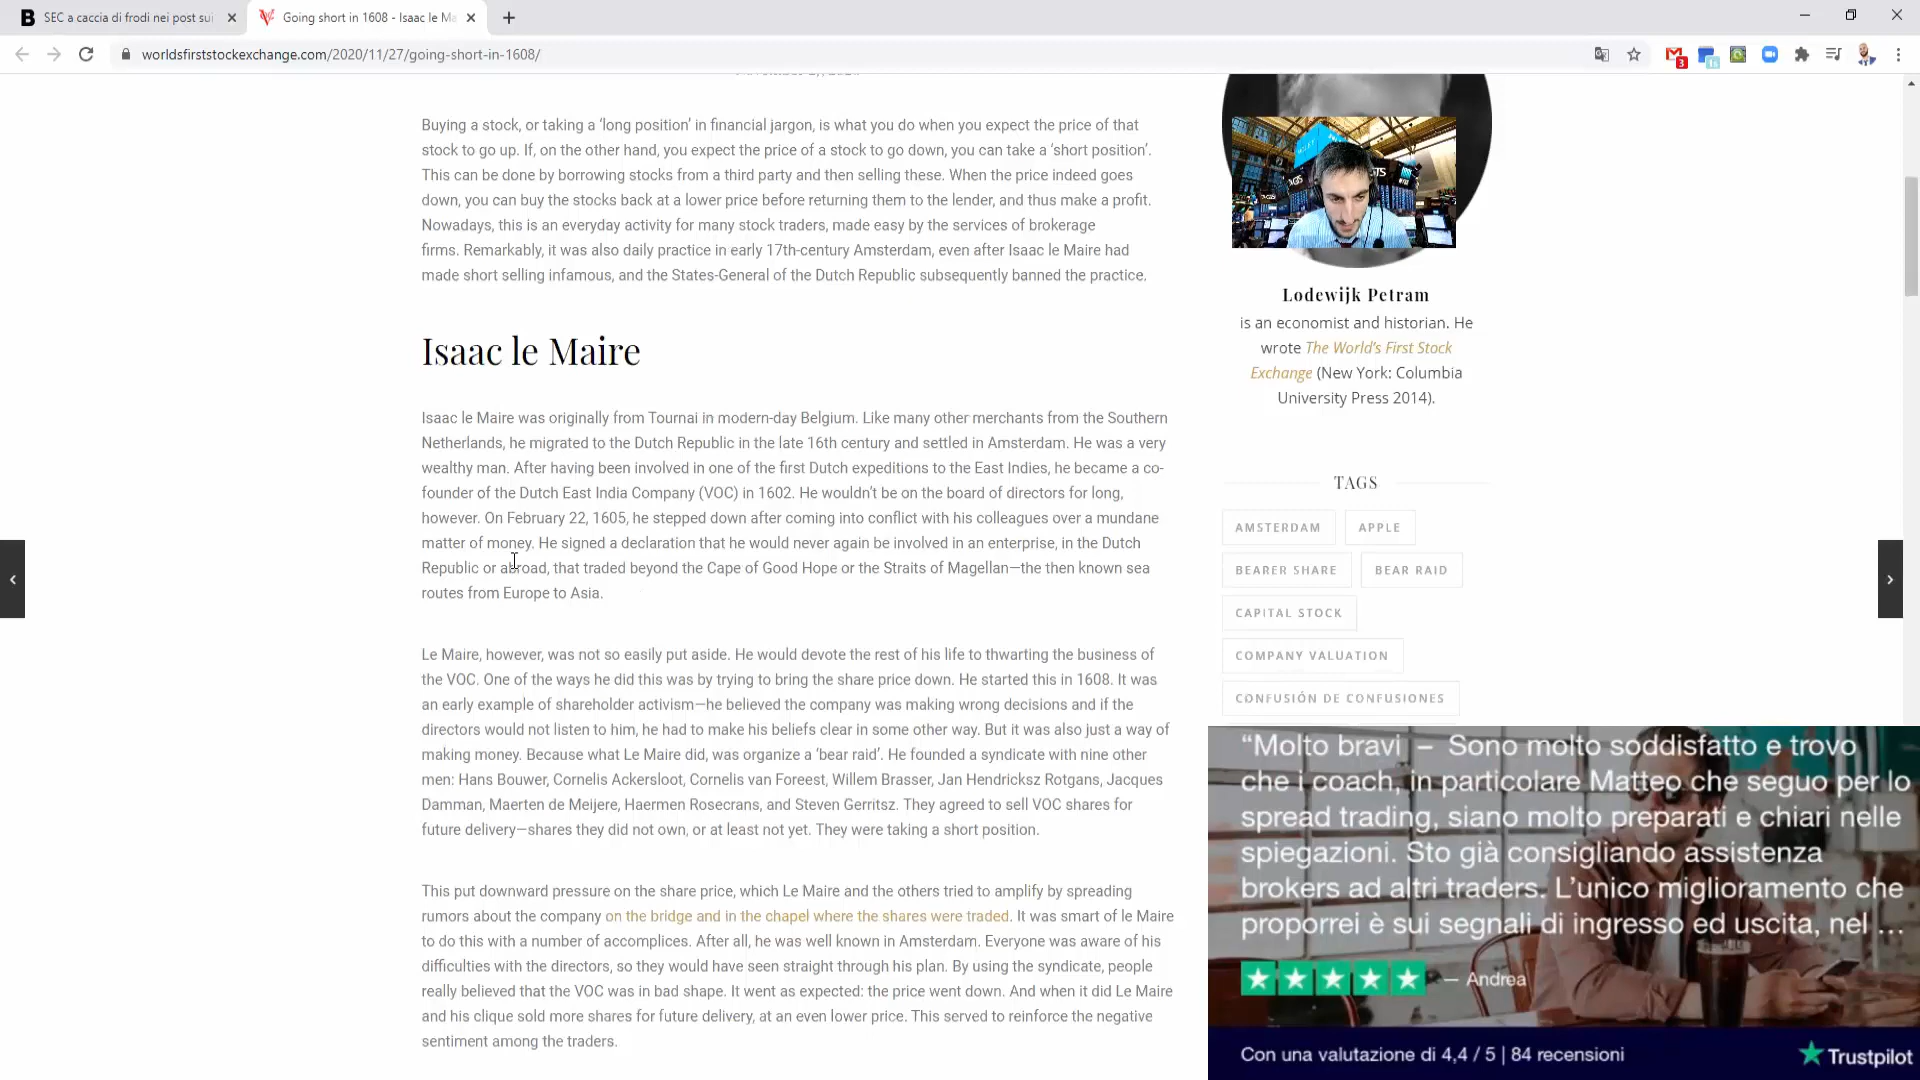 SEC a caccia di frodi nei post sui
Going short in 1608 - Isaac le Ma
worldsfirststockexchange.com/2020/11/27/going-short-in-1608/
Buying a stock, or taking a ‘long position’ in financial jargon, is what you do when you expect the price of that
stock to go up. If, on the other hand, you expect the price of a stock to go down, you can take a ‘short position’.
This can be done by borrowing stocks from a third party and then selling these. When the price indeed goes
down, you can buy the stocks back at a lower price before returning them to the lender, and thus make a profit.
Nowadays, this is an everyday activity for many stock traders, made easy by the services of brokerage
firms. Remarkably, it was also daily practice in early 17th-century Amsterdam, even after Isaac le Maire had
made short selling infamous, and the States-General of the Dutch Republic subsequently banned the practice.
Isaac le Maire
Isaac le Maire was originally from Tournai in modern-day Belgium. Like many other merchants from the Southern
Netherlands, he migrated to the Dutch Republic in the late 16th century and settled in Amsterdam. He was a very
wealthy man. After having been involved in one of the first Dutch expeditions to the East Indies, he became a co-
founder of the Dutch East India Company (VOC) in 1602. He wouldn’t be on the board of directors for long,
however. On February 22, 1605, he stepped down after coming into conflict with his colleagues over a mundane
matter of money. He signed a declaration that he would never again be involved in an enterprise, in the Dutch
Republic or abroad, that traded beyond the Cape of Good Hope or the Straits of Magellan—the then known sea
routes from Europe to Asia.
Le Maire, however, was not so easily put aside. He would devote the rest of his life to thwarting the business of
the VOC. One of the ways he did this was by trying to bring the share price down. He started this in 1608. It was
an early example of shareholder activism—he believed the company was making wrong decisions and if the
directors would not listen to him, he had to make his beliefs clear in some other way. But it was also just a way of
making money. Because what Le Maire did, was organize a ‘bear raid’. He founded a syndicate with nine other
men: Hans Bouwer, Cornelis Ackersloot, Cornelis van Foreest, Willem Brasser, Jan Hendricksz Rotgans, Jacques
Damman, Maerten de Meijere, Haermen Rosecrans, and Steven Gerritsz. They agreed to sell VOC shares for
future delivery—shares they did not own, or at least not yet. They were taking a short position.
This put downward pressure on the share price, which Le Maire and the others tried to amplify by spreading
rumors about the company on the bridge and in the chapel where the shares were traded. It was smart of le Maire
to do this with a number of accomplices. After all, he was well known in Amsterdam. Everyone was aware of his
difficulties with the directors, so they would have seen straight through his plan. By using the syndicate, people
really believed that the VOC was in bad shape. It went as expected: the price went down. And when it did Le Maire
and his clique sold more shares for future delivery, at an even lower price. This served to reinforce the negative
sentiment among the traders.
Lodewijk Petram
is an economist and historian. He
wrote The World's First Stock
Exchange (New York: Columbia
University Press 2014).
TAGS
AMSTERDAM
APPLE
BEARER SHARE
BEAR RAID
CAPITAL STOCK
COMPANY VALUATION
CONFUSIÓN DE CONFUSIONES
“Molto bravi – Sono molto soddisfatto e trovo
che i coach, in particolare Matteo che seguo per lo
spread trading, siano molto preparati e chiari nelle
spiegazioni. Sto già consigliando assistenza
brokers ad altri traders. L’unico miglioramento che
proporrei è sui segnali di ingresso ed uscita, nel ...
— Andrea
Con una valutazione di 4,4 / 5 | 84 recensioni
Trustpilot